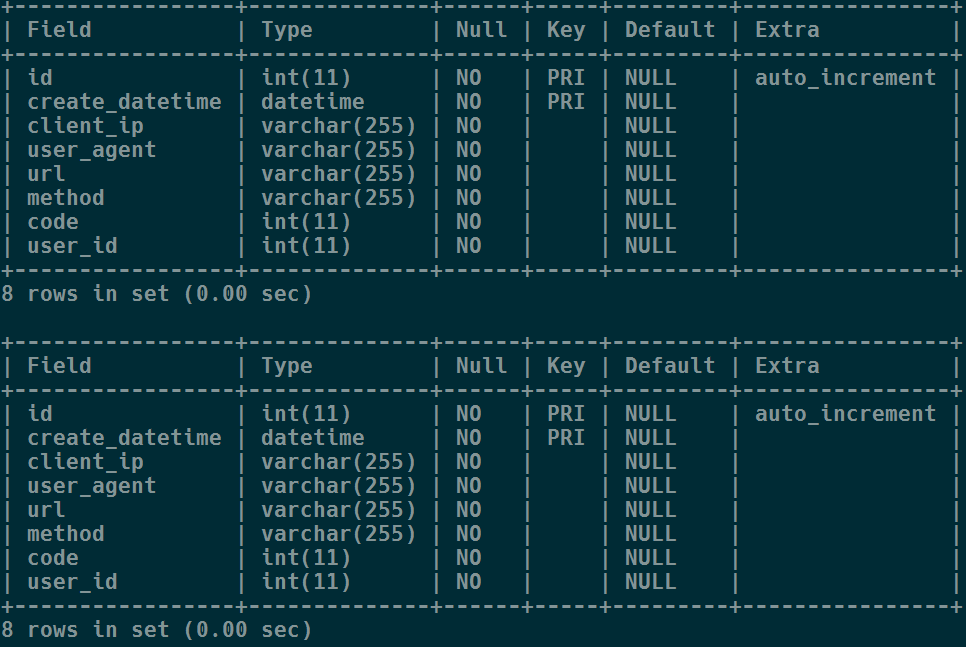 +-----------------+--------------+------+-----+---------+----------------+
| Field           | Type         | Null | Key | Default | Extra          |
+-----------------+--------------+------+-----+---------+----------------+
| id              | int(11)      | NO   | PRI | NULL    | auto_increment |
| create_datetime | datetime     | NO   | PRI | NULL    |                |
| client_ip       | varchar(255) | NO   |     | NULL    |                |
| user_agent      | varchar(255) | NO   |     | NULL    |                |
| url             | varchar(255) | NO   |     | NULL    |                |
| method          | varchar(255) | NO   |     | NULL    |                |
| code            | int(11)      | NO   |     | NULL    |                |
| user_id         | int(11)      | NO   |     | NULL    |                |
+-----------------+--------------+------+-----+---------+----------------+
8 rows in set (0.00 sec)

+-----------------+--------------+------+-----+---------+----------------+
| Field           | Type         | Null | Key | Default | Extra          |
+-----------------+--------------+------+-----+---------+----------------+
| id              | int(11)      | NO   | PRI | NULL    | auto_increment |
| create_datetime | datetime     | NO   | PRI | NULL    |                |
| client_ip       | varchar(255) | NO   |     | NULL    |                |
| user_agent      | varchar(255) | NO   |     | NULL    |                |
| url             | varchar(255) | NO   |     | NULL    |                |
| method          | varchar(255) | NO   |     | NULL    |                |
| code            | int(11)      | NO   |     | NULL    |                |
| user_id         | int(11)      | NO   |     | NULL    |                |
+-----------------+--------------+------+-----+---------+----------------+
8 rows in set (0.00 sec)